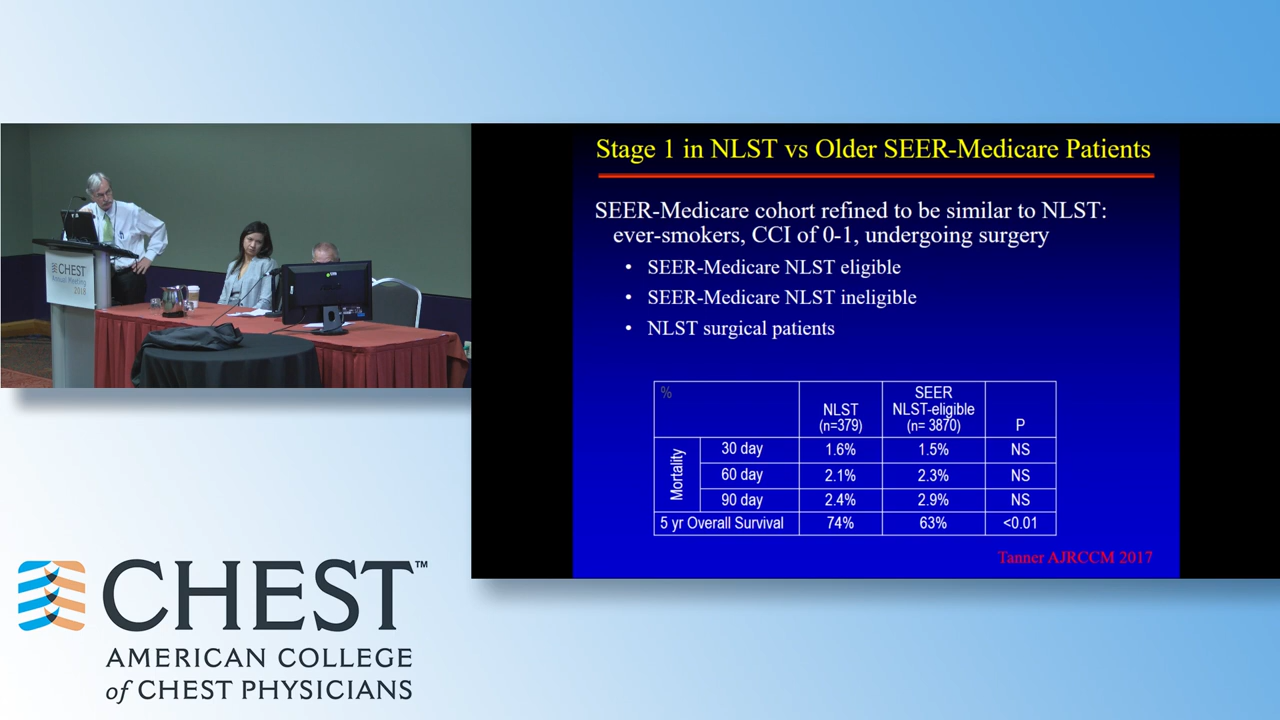 CHEST
Annual Meeting
2018
Stage 1 in NLST vs Older SEER-Medicare Patients
SEER-Medicare cohort refined to be similar to NLST:
ever-smokers, CCI of 0-1, undergoing surgery
• SEER-Medicare NLST eligible
• SEER-Medicare NLST ineligible
• NLST surgical patients
%
NLST
(n=379)
SEER
NLST-eligible
(n= 3870)
P
Mortality
30 day 1.6% 1.5% NS
60 day 2.1% 2.3% NS
90 day 2.4% 2.9% NS
5 yr Overall Survival 74% 63% <0.01
Tanner AJRCCM 2017
CHEST™
AMERICAN COLLEGE
of CHEST PHYSICIANS